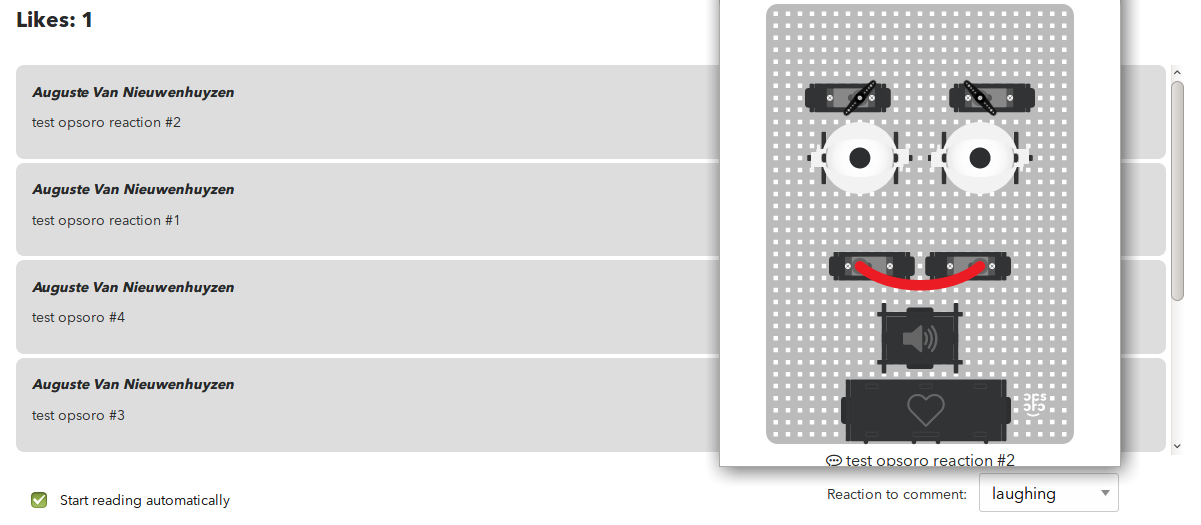 Likes: 1
Auguste Van Nieuwenhuyzen
test opsoro reaction #2
Auguste Van Nieuwenhuyzen
test opsoro reaction #1
Auguste Van Nieuwenhuyzen
test opsoro #4
Auguste Van Nieuwenhuyzen
test opsoro #3
test opsoro reaction #2
Start reading automatically
Reaction to comment: laughing